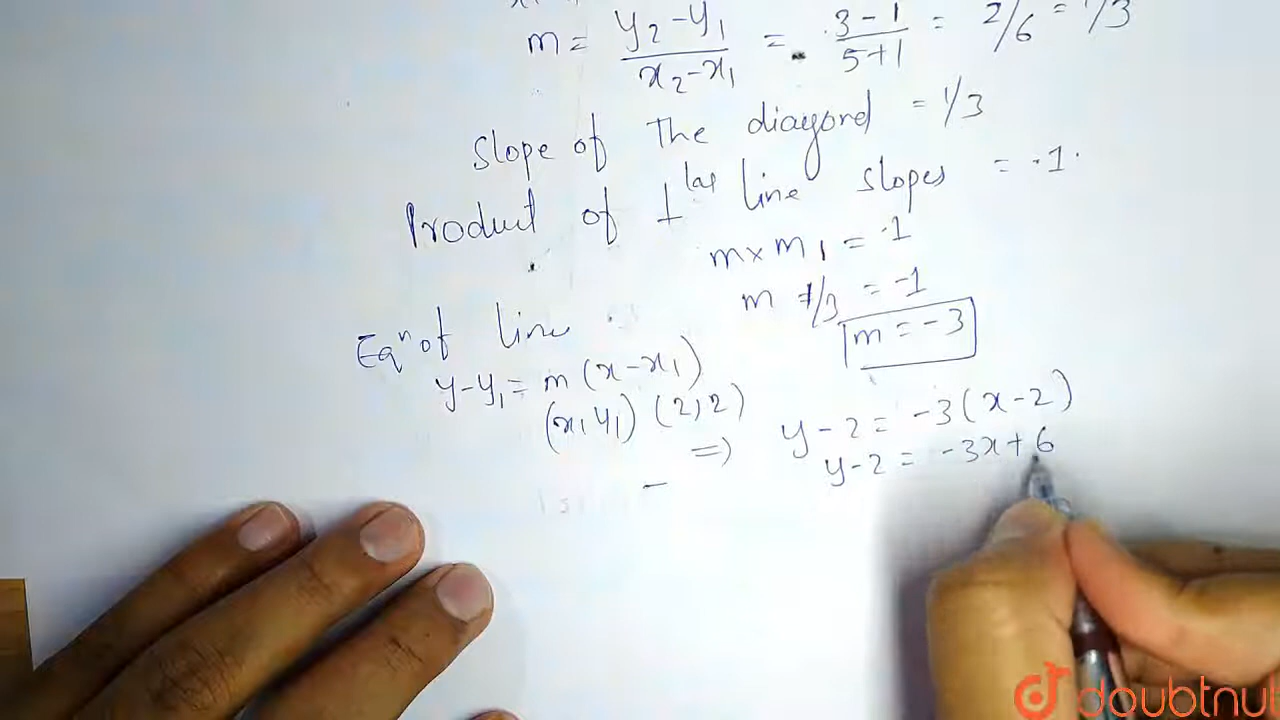 m = y₂-y₁ / x₂-x₁ = 3-1 / 5+1 = 2/6 = 1/3
Slope of the diagonal = 1/3
Product of ⊥lar line slopes = -1.
m × m₁ = -1
m 1/3 = -1
m = -3
Eqⁿ of line
y-y₁ = m(x-x₁)
(x₁y₁) (2,2)
=> y-2 = -3(x-2)
y-2 = -3x+6
doubtnut